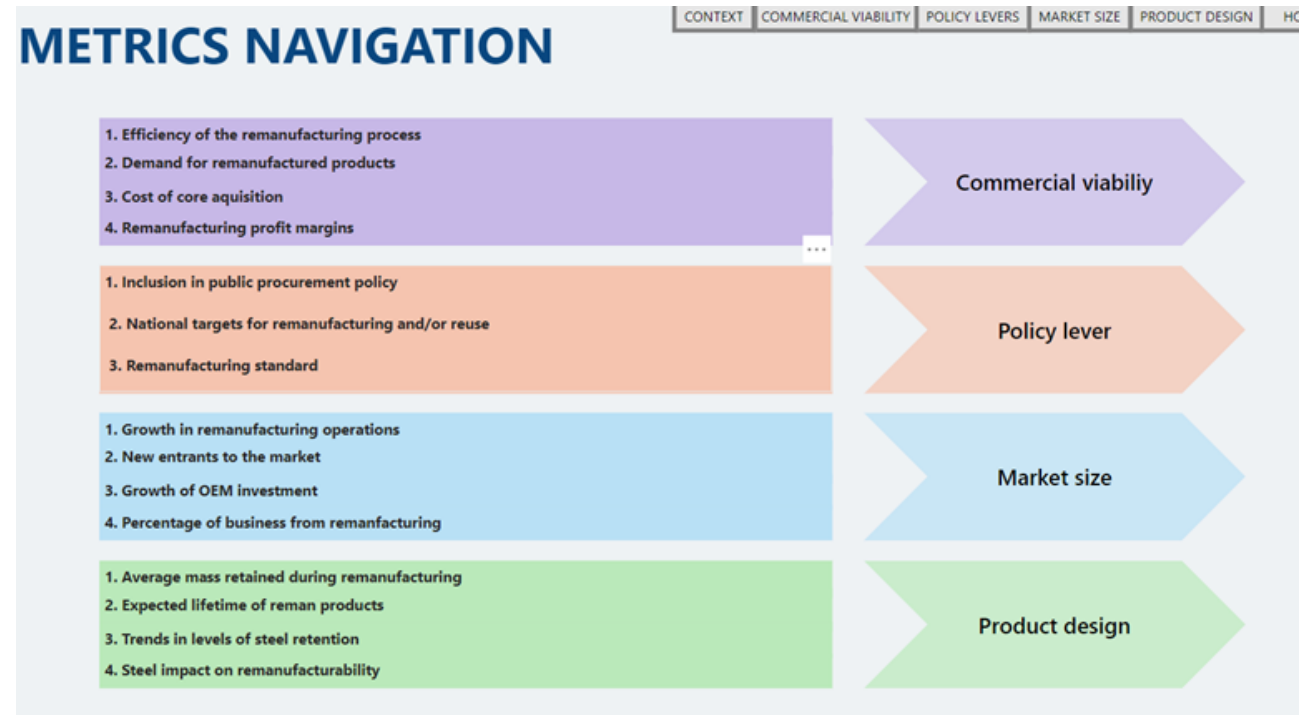 CONTEXT COMMERCIAL VIABILITY POLICY LEVERS MARKET SIZE PRODUCT DESIGN
METRICS NAVIGATION
1. Efficiency of the remanufacturing process
2. Demand for remanufactured products
3. Cost of core aquisition
4. Remanufacturing profit margins
Commercial viabiliy
1. Inclusion in public procurement policy
2. National targets for remanufacturing and/or reuse
3. Remanufacturing standard
Policy lever
1. Growth in remanufacturing operations
2. New entrants to the market
3. Growth of OEM investment
4. Percentage of business from remanfacturing
Market size
1. Average mass retained during remanufacturing
2. Expected lifetime of reman products
3. Trends in levels of steel retention
4. Steel impact on remanufacturability
Product design